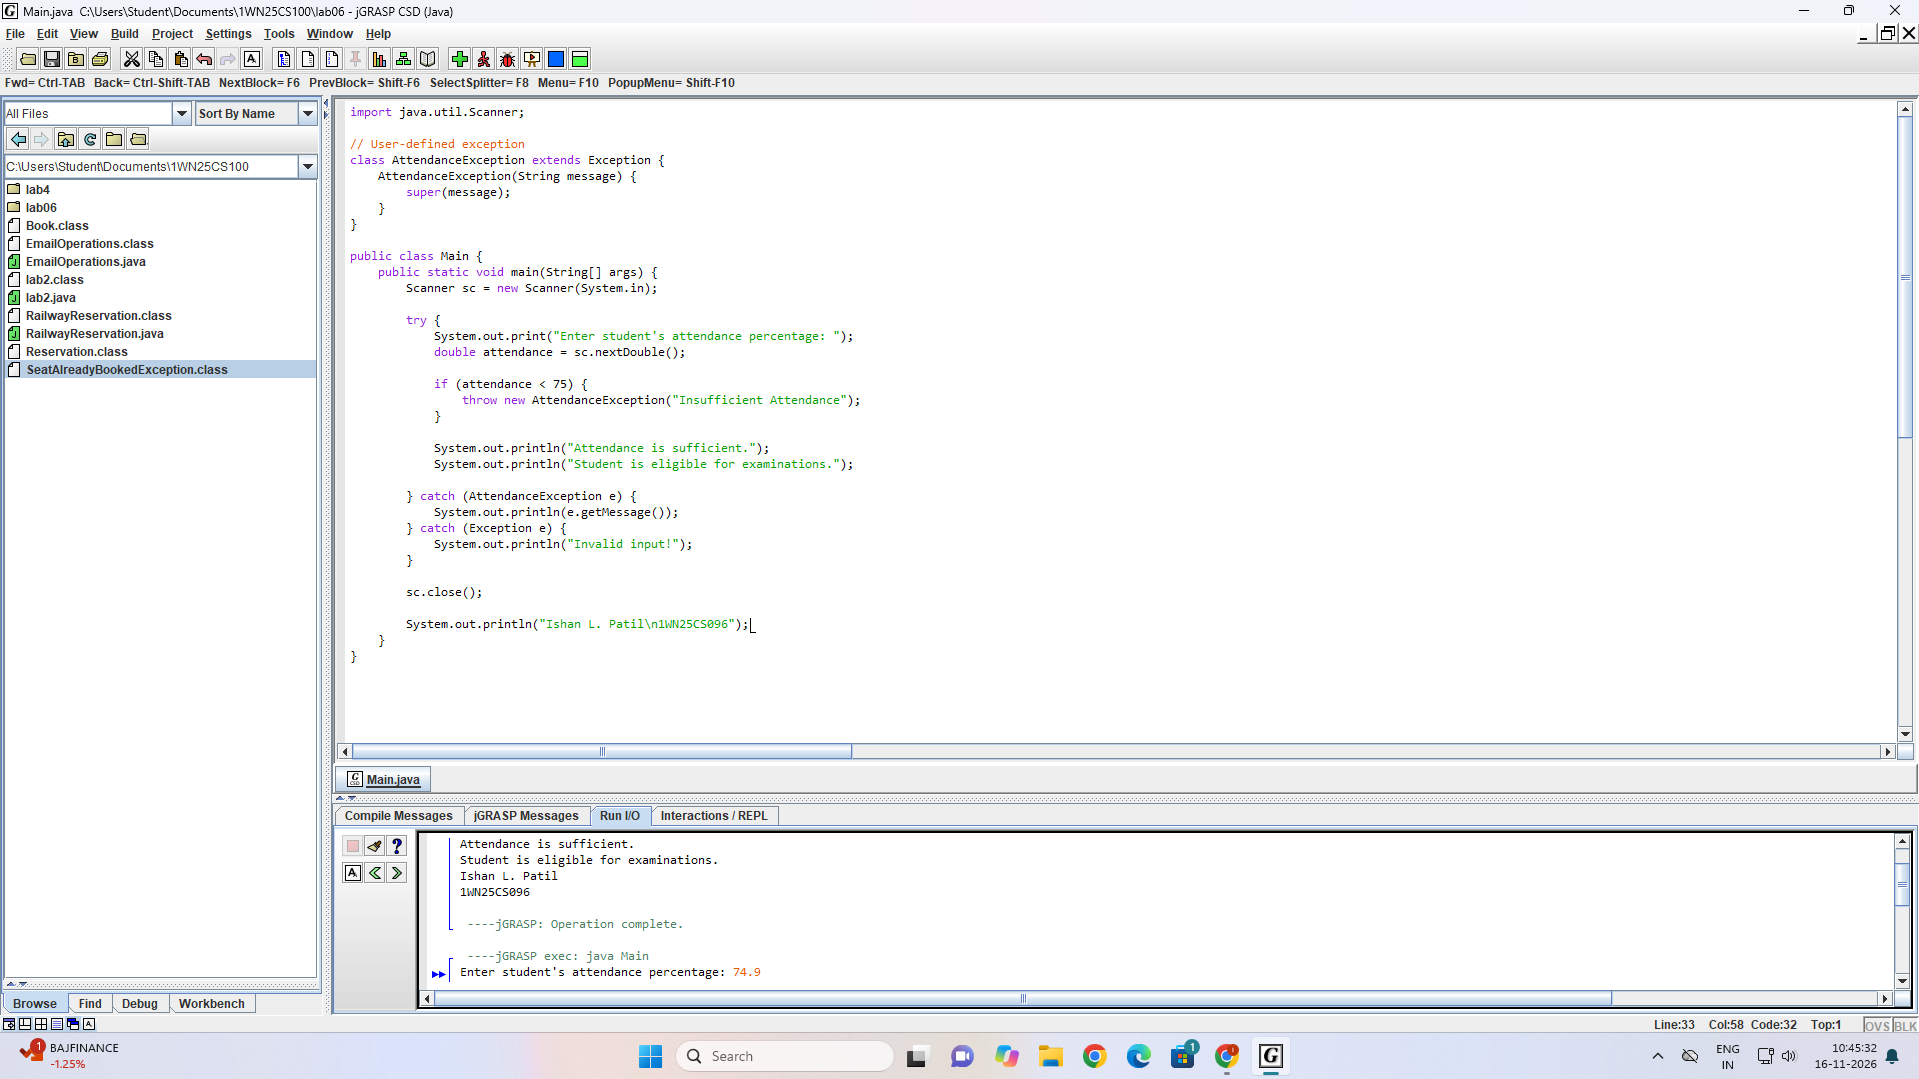 Main.java  C:\Users\Student\Documents\1WN25CS100\lab06 - jGRASP CSD (Java)
File Edit View Build Project Settings Tools Window Help
Fwd= Ctrl-TAB Back= Ctrl-Shift-TAB NextBlock= F6 PrevBlock= Shift-F6 SelectSplitter= F8 Menu= F10 PopupMenu= Shift-F10
All Files
Sort By Name
C:\Users\Student\Documents\1WN25CS100
lab4
lab06
Book.class
EmailOperations.class
EmailOperations.java
lab2.class
lab2.java
RailwayReservation.class
RailwayReservation.java
Reservation.class
SeatAlreadyBookedException.class
Browse Find Debug Workbench
import java.util.Scanner;

// User-defined exception
class AttendanceException extends Exception {
    AttendanceException(String message) {
        super(message);
    }
}

public class Main {
    public static void main(String[] args) {
        Scanner sc = new Scanner(System.in);

        try {
            System.out.print("Enter student's attendance percentage: ");
            double attendance = sc.nextDouble();

            if (attendance < 75) {
                throw new AttendanceException("Insufficient Attendance");
            }

            System.out.println("Attendance is sufficient.");
            System.out.println("Student is eligible for examinations.");

        } catch (AttendanceException e) {
            System.out.println(e.getMessage());
        } catch (Exception e) {
            System.out.println("Invalid input!");
        }

        sc.close();

        System.out.println("Ishan L. Patil\n1WN25CS096");
    }
}
Main.java
Compile Messages jGRASP Messages Run I/O Interactions / REPL
Attendance is sufficient.
Student is eligible for examinations.
Ishan L. Patil
1WN25CS096

 ----jGRASP: Operation complete.

 ----jGRASP exec: java Main
Enter student's attendance percentage: 74.9
Line:33 Col:58 Code:32 Top:1 OVS BLK
1
BAJFINANCE
-1.25%
Search
1
ENG
IN
10:45:32
16-11-2026